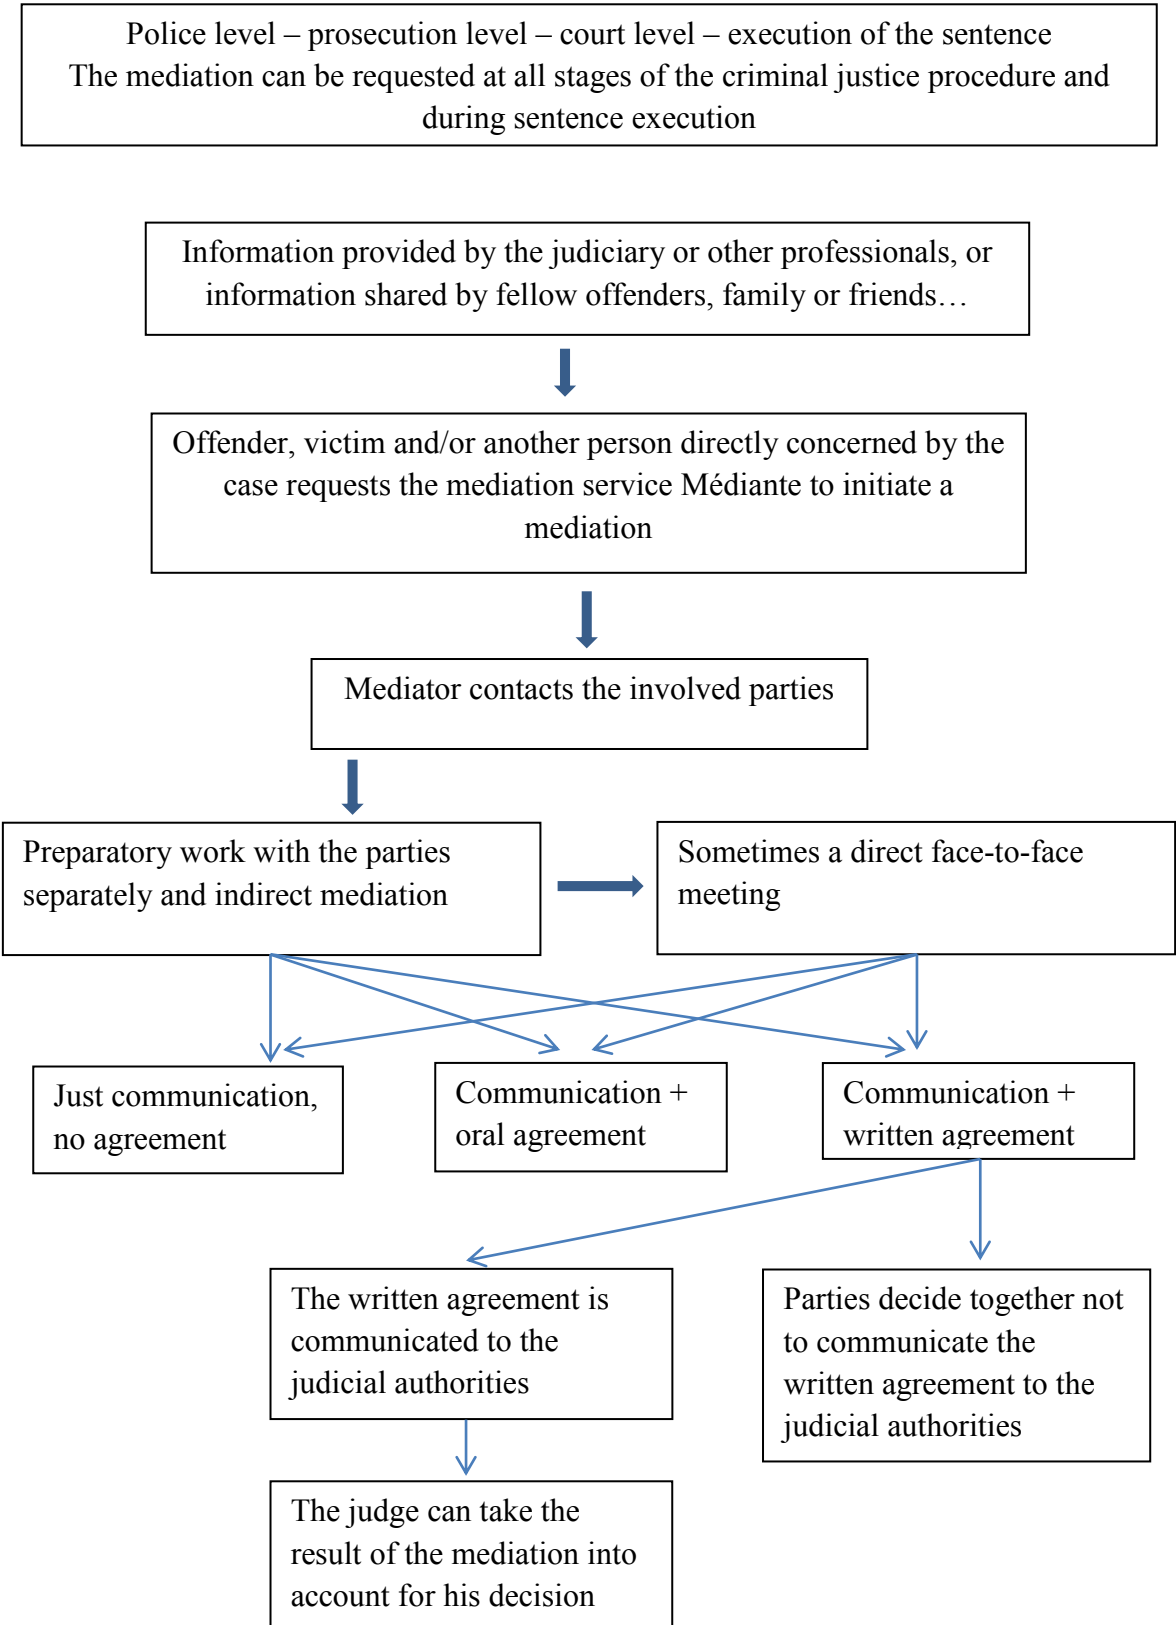 Police level – prosecution level – court level – execution of the sentence
The mediation can be requested at all stages of the criminal justice procedure and
during sentence execution
Information provided by the judiciary or other professionals, or
information shared by fellow offenders, family or friends…
Offender, victim and/or another person directly concerned by the
case requests the mediation service Médiante to initiate a
mediation
Mediator contacts the involved parties
Preparatory work with the parties
separately and indirect mediation
Sometimes a direct face-to-face
meeting
Just communication,
no agreement
Communication +
oral agreement
Communication +
written agreement
The written agreement is
communicated to the
judicial authorities
Parties decide together not
to communicate the
written agreement to the
judicial authorities
The judge can take the
result of the mediation into
account for his decision